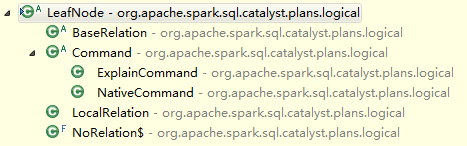 LeafNode - org.apache.spark.sql.catalyst.plans.logical
BaseRelation - org.apache.spark.sql.catalyst.plans.logical
Command - org.apache.spark.sql.catalyst.plans.logical
ExplainCommand - org.apache.spark.sql.catalyst.plans.logical
NativeCommand - org.apache.spark.sql.catalyst.plans.logical
LocalRelation - org.apache.spark.sql.catalyst.plans.logical
NoRelation$ - org.apache.spark.sql.catalyst.plans.logical